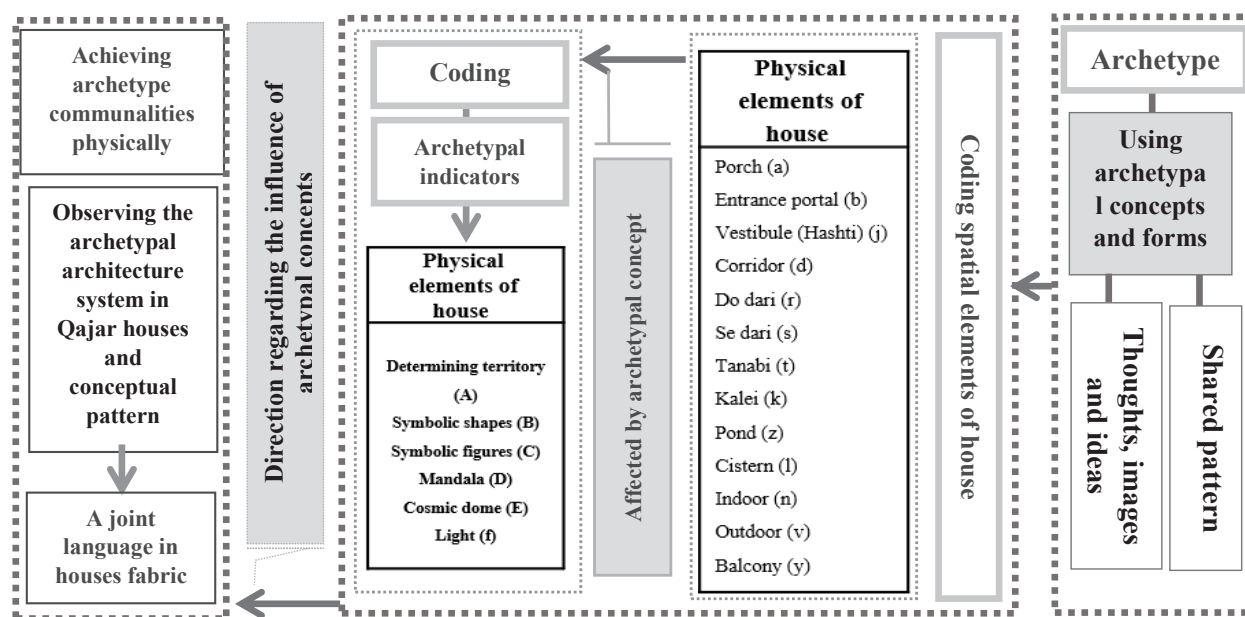 Achieving
archetype
communalities
physically
Observing the
archetypal
architecture
system in
Qajar houses
and
conceptual
pattern
A joint
language in
houses fabric
Direction regarding the influence of
archetypal concepts
Coding
Archetypal
indicators
Physical
elements of
house
Determining territory
(A)
Symbolic shapes (B)
Symbolic figures (C)
Mandala (D)
Cosmic dome (E)
Light (f)
Affected by archetypal concept
Physical
elements of
house
Porch (a)
Entrance portal (b)
Vestibule (Hashti) (j)
Corridor (d)
Do dari (r)
Se dari (s)
Tanabi (t)
Kalei (k)
Pond (z)
Cistern (l)
Indoor (n)
Outdoor (v)
Balcony (y)
Coding spatial elements of house
Archetype
Using
archetypa
l concepts
and forms
Thoughts, images
and ideas
Shared pattern